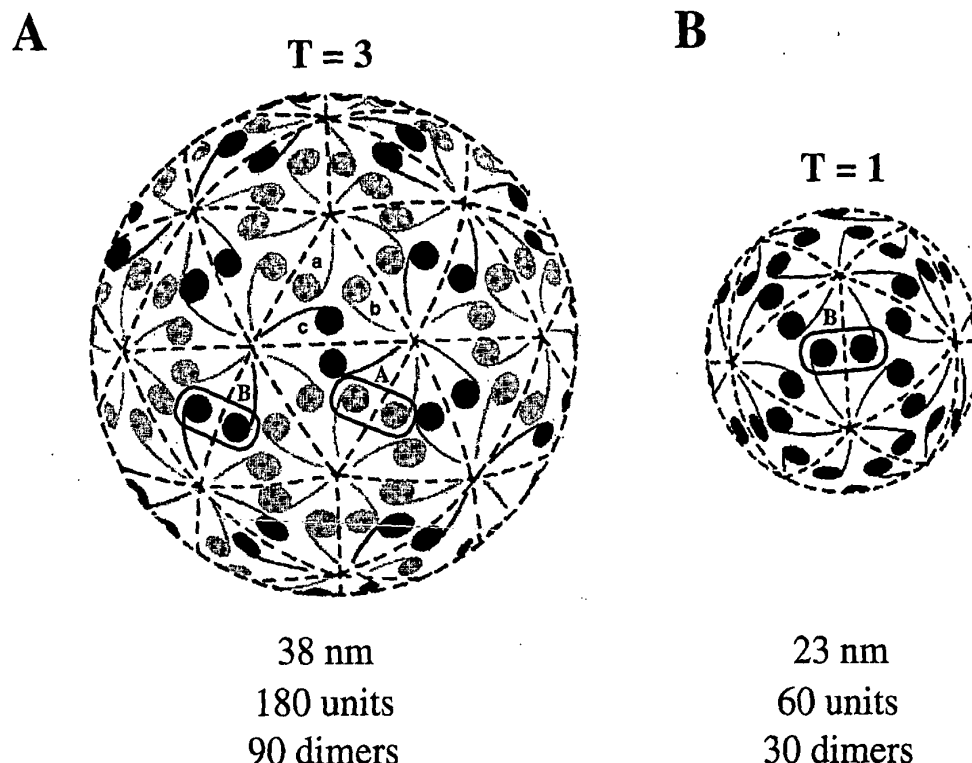 A
T = 3
a
b
c
A
B
38 nm
180 units
90 dimers
B
T = 1
B
23 nm
60 units
30 dimers